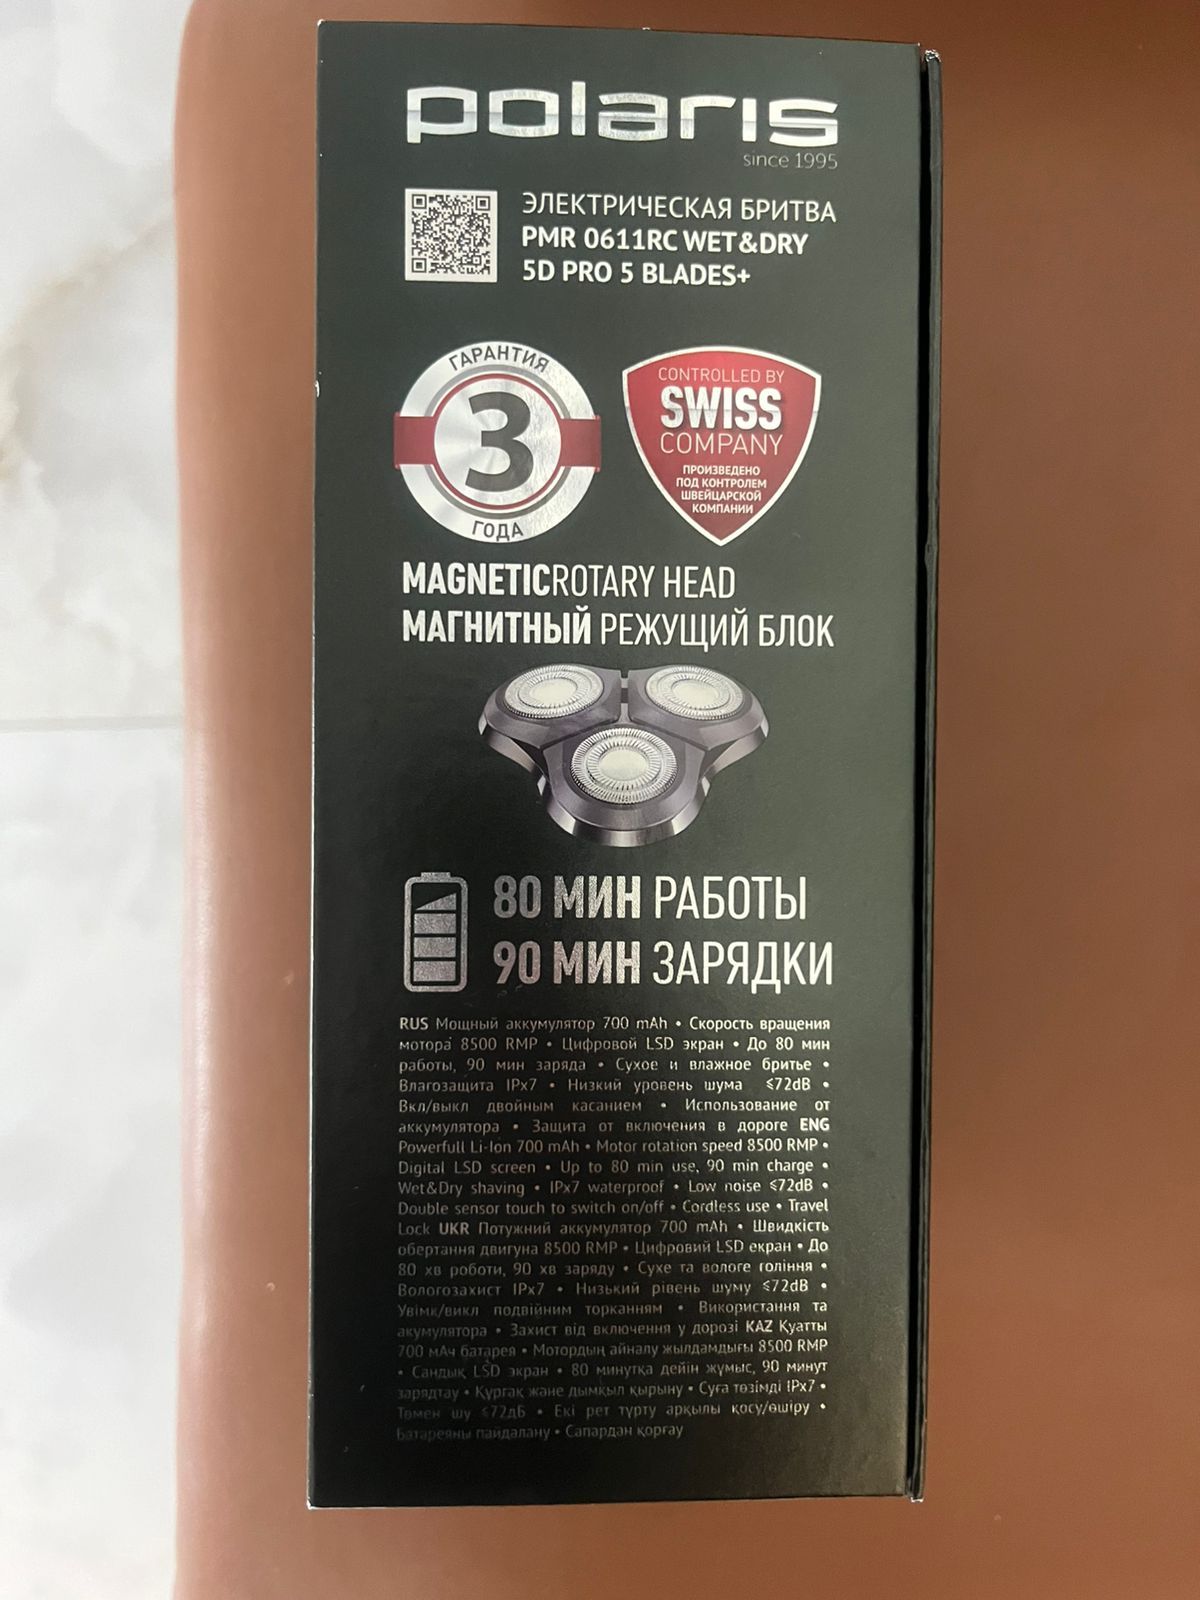 polaris
since 1995
ЭЛЕКТРИЧЕСКАЯ БРИТВА
PMR 0611RC WET&DRY
5D PRO 5 BLADES+
ГАРАНТИЯ
3
ГОДА
CONTROLLED BY
SWISS
COMPANY
ПРОИЗВЕДЕНО
ПОД КОНТРОЛЕМ
ШВЕЙЦАРСКОЙ
КОМПАНИИ
MAGNETICROTARY HEAD
МАГНИТНЫЙ РЕЖУЩИЙ БЛОК
80 МИН РАБОТЫ
90 МИН ЗАРЯДКИ
RUS Мощный аккумулятор 700 mAh • Скорость вращения
мотора 8500 RMP • Цифровой LSD экран • До 80 мин
работы, 90 мин заряда • Сухое и влажное бритье •
Влагозащита IPx7 • Низкий уровень шума ≤72dB •
Вкл/выкл двойным касанием • Использование от
аккумулятора • Защита от включения в дороге ENG
Powerfull Li-Ion 700 mAh • Motor rotation speed 8500 RMP •
Digital LSD screen • Up to 80 min use, 90 min charge •
Wet&Dry shaving • IPx7 waterproof • Low noise ≤72dB •
Double sensor touch to switch on/off • Cordless use • Travel
Lock UKR Потужний аккумулятор 700 mAh • Швидкість
обертання двигуна 8500 RMP • Цифровий LSD екран • До
80 хв роботи, 90 хв заряду • Сухе та вологе гоління •
Вологозахист IPx7 • Низький рівень шуму ≤72dB •
Увімк/викл подвійним торканням • Використання та
акумулятора • Захист від включення у дорозі KAZ Қуатты
700 мАч батарея • Мотордың айналу жылдамдығы 8500 RMP
• Сандық LSD экран • 80 минутқа дейін жұмыс, 90 минут
зарядтау • Құрғақ және дымқыл қырыну • Суға төзімді IPx7 •
Төмен шу ≤72дБ • Екі рет түрту арқылы қосу/өшіру •
Батареяны пайдалану • Сапардан қорғау